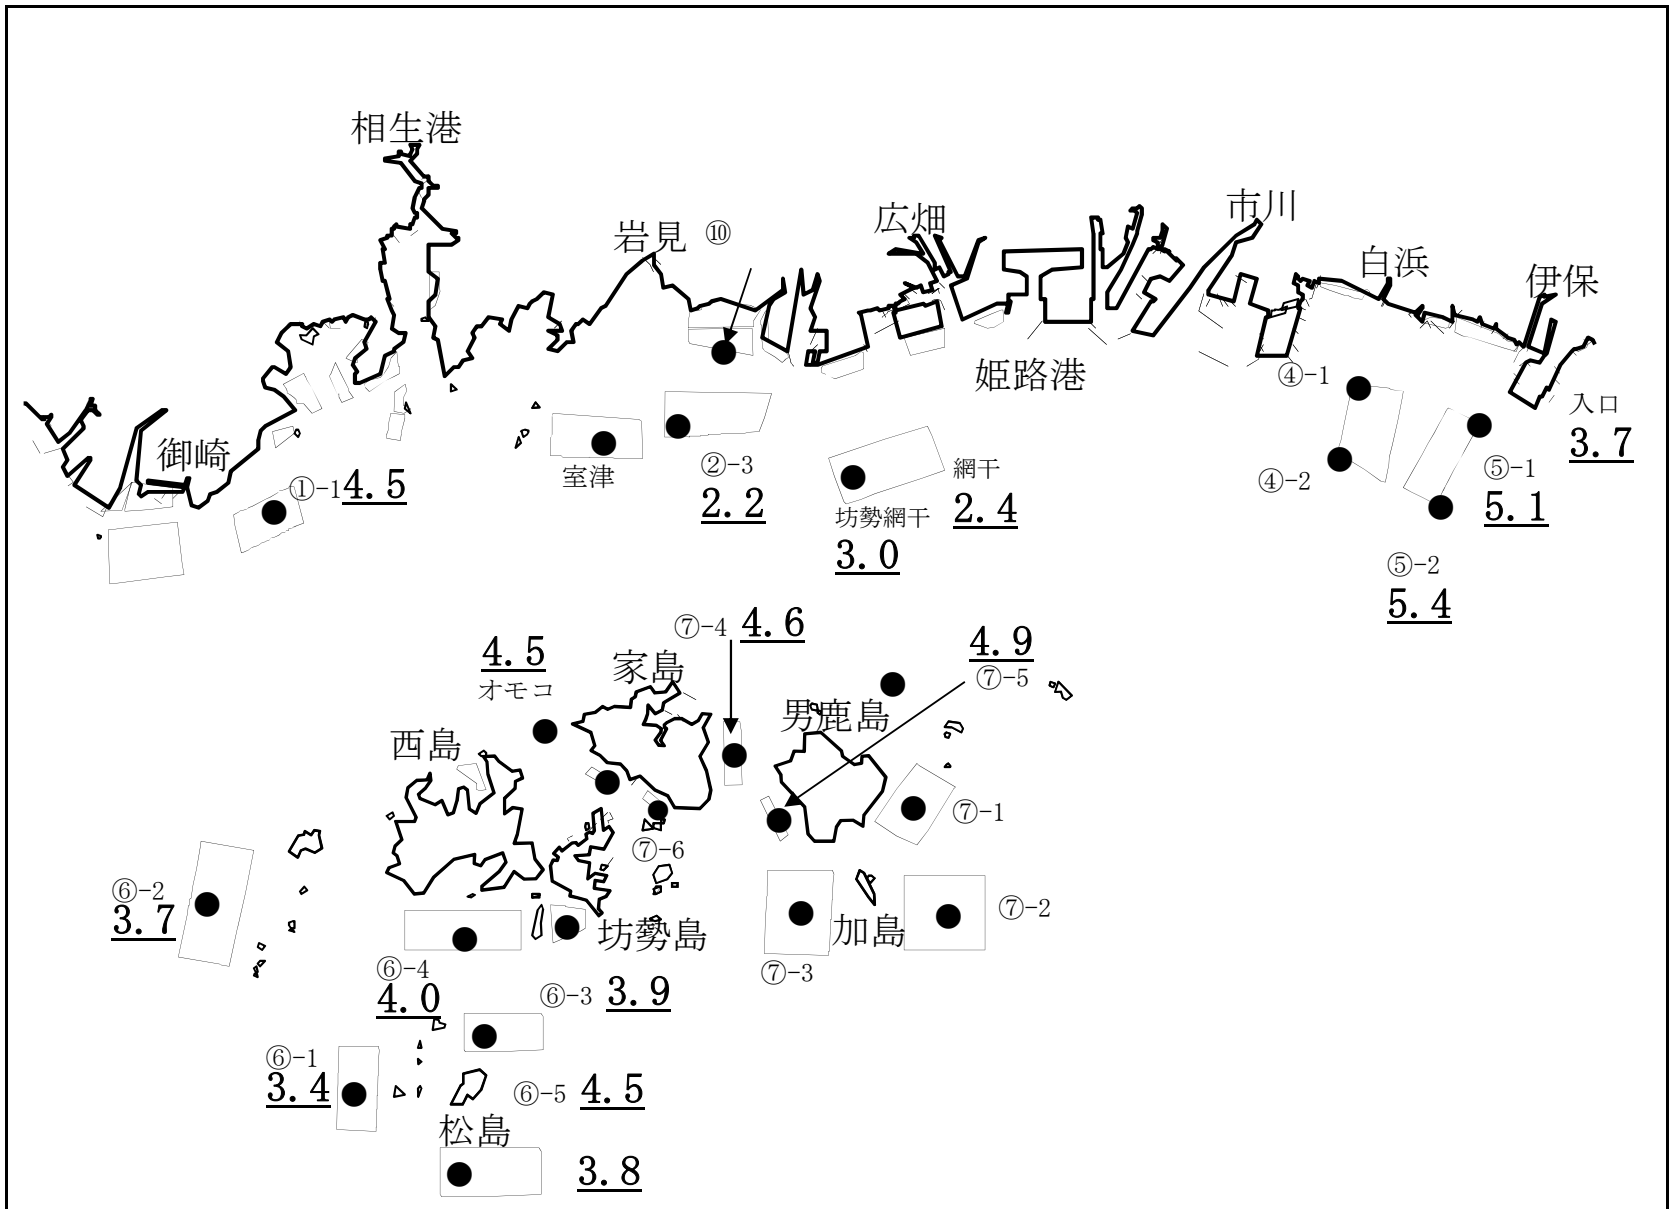 相生港
市川
広畑
岩見 ⑩
白浜
伊保
姫路港
④-1
入口
3.7
御崎
①-1 4.5
室津
②-3
2.2
網干
2.4
坊勢網干
3.0
④-2
⑤-1
5.1
⑤-2
5.4
⑦-4 4.6
4.9
⑦-5
4.5
オモコ
家島
男鹿島
西島
⑦-1
⑦-6
⑥-2
3.7
坊勢島
加島
⑦-2
⑦-3
⑥-4
4.0
⑥-3 3.9
⑥-1
3.4
⑥-5 4.5
松島
3.8